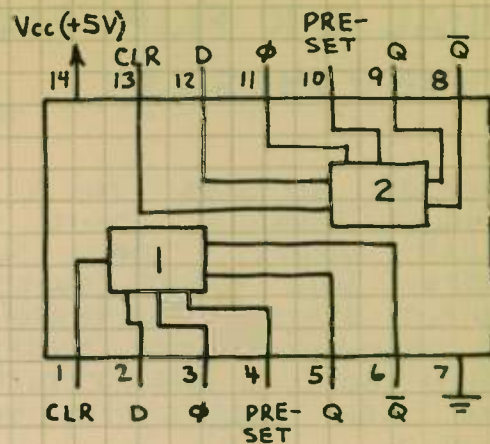 PRE-
Vcc (+5V) CLR D Φ SET Q Q̅
14 13 12 11 10 9 8
2
1
1 2 3 4 5 6 7
CLR D Φ PRE- Q Q̅
SET